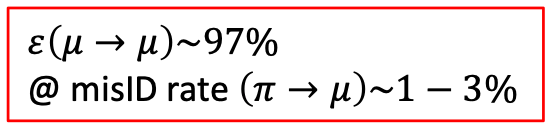 ε(μ → μ)~97%
@ misID rate (π → μ)~1 − 3%